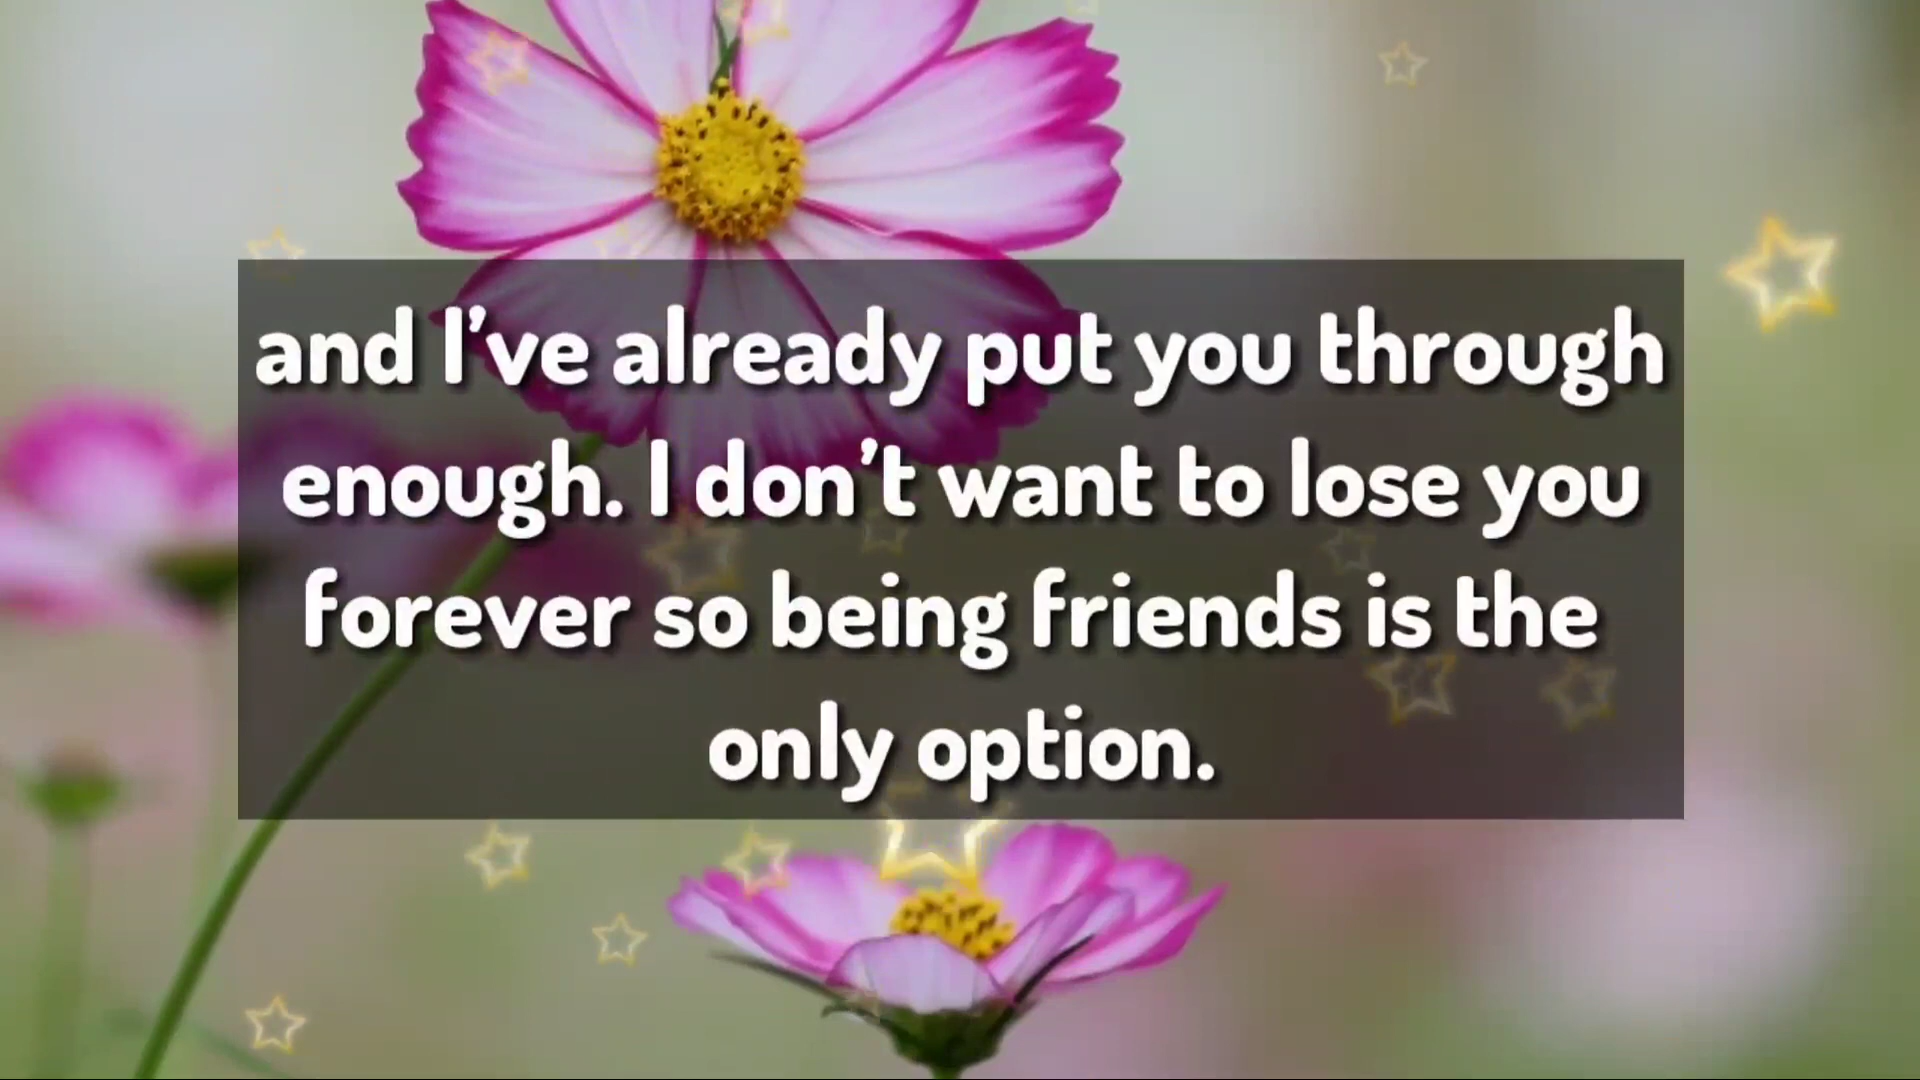 and I’ve already put you through
enough. I don’t want to lose you
forever so being friends is the
only option.